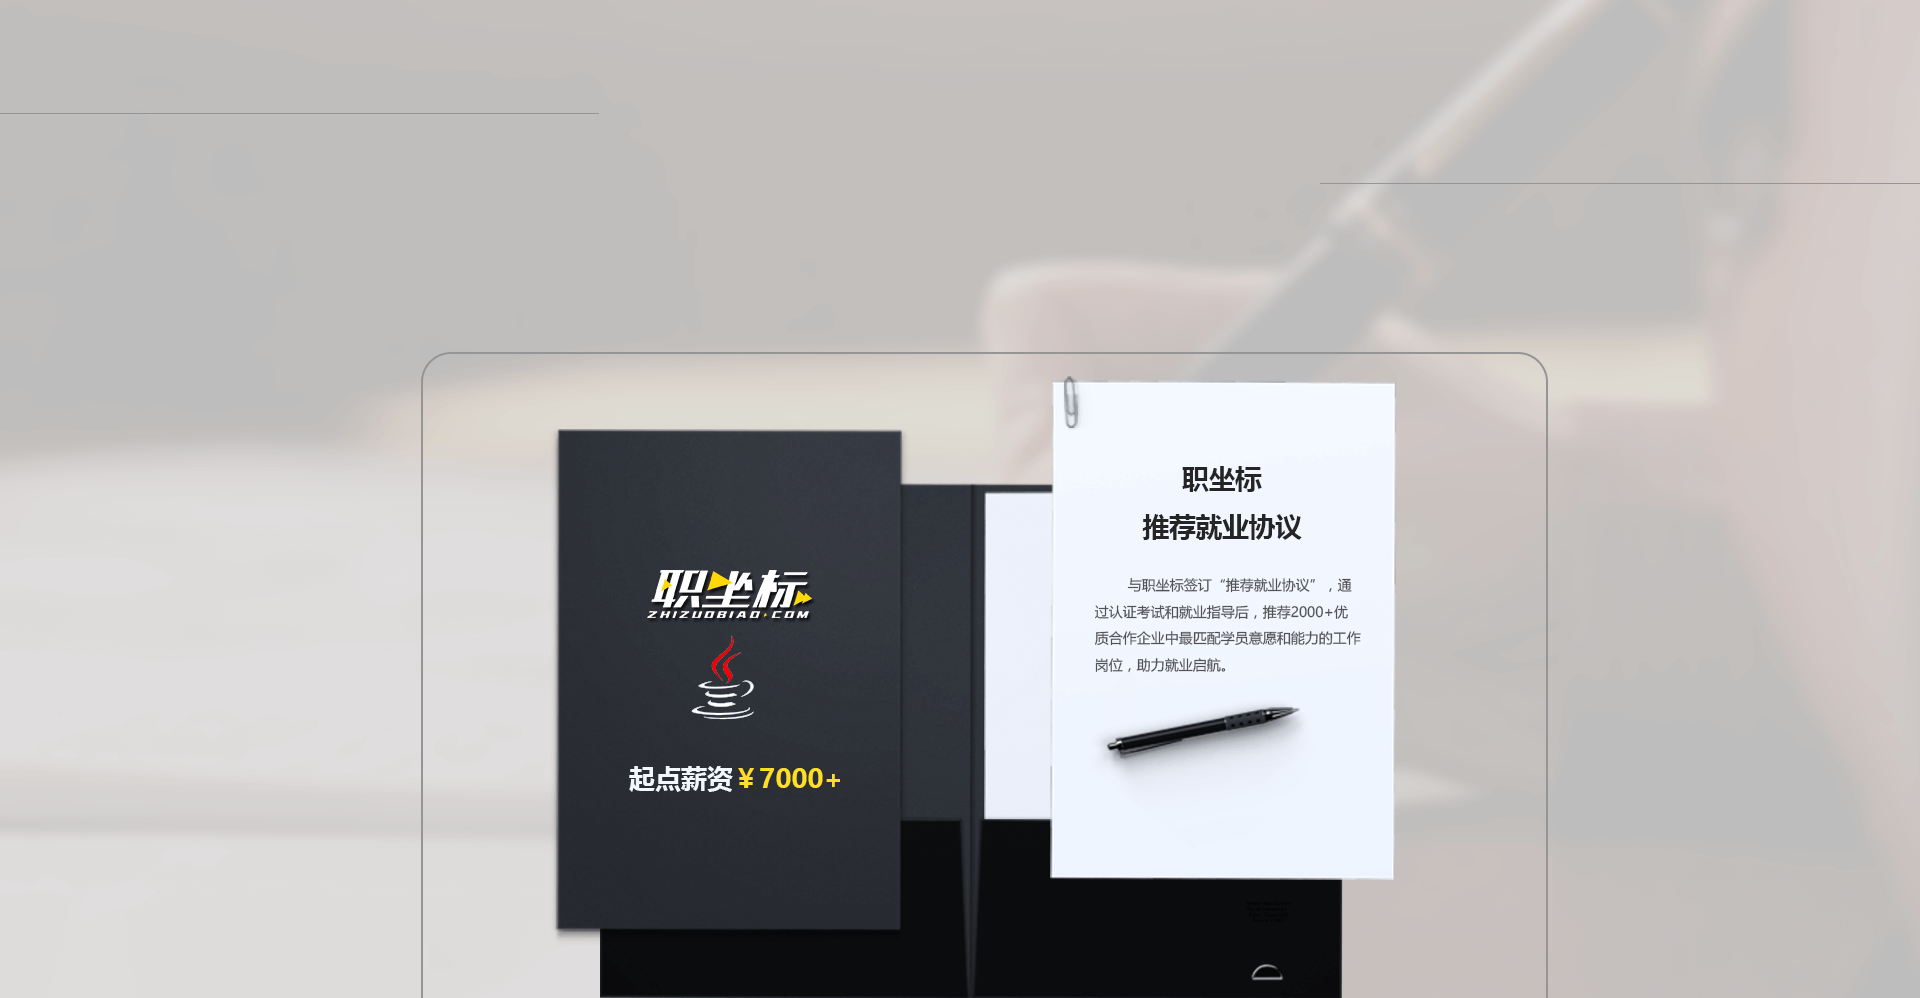 职坐标
ZHIZUOBIAO.COM
起点薪资¥7000+
职坐标
推荐就业协议
与职坐标签订“推荐就业协议”，通
过认证考试和就业指导后，推荐2000+优
质合作企业中最匹配学员意愿和能力的工作
岗位，助力就业启航。